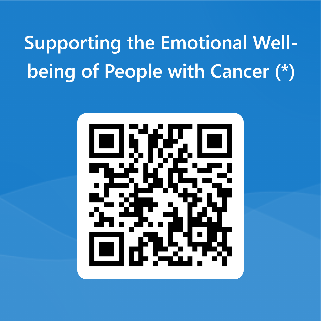 Supporting the Emotional Well-
being of People with Cancer (*)